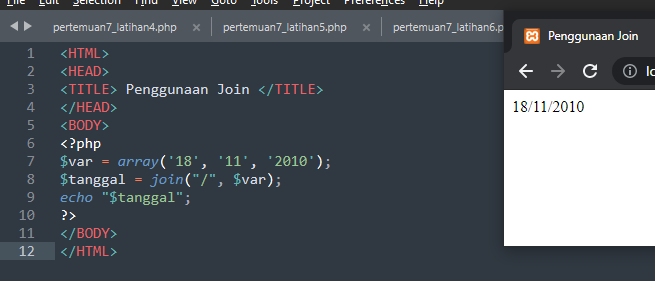 File Edit Selection Find View Goto Tools Project Preferences Help
pertemuan7_latihan4.php × pertemuan7_latihan5.php × pertemuan7_latihan6.p
1 <HTML>
2 <HEAD>
3 <TITLE> Penggunaan Join </TITLE>
4 </HEAD>
5 <BODY>
6 <?php
7 $var = array('18', '11', '2010');
8 $tanggal = join("/", $var);
9 echo "$tanggal";
10 ?>
11 </BODY>
12 </HTML>
Penggunaan Join
18/11/2010